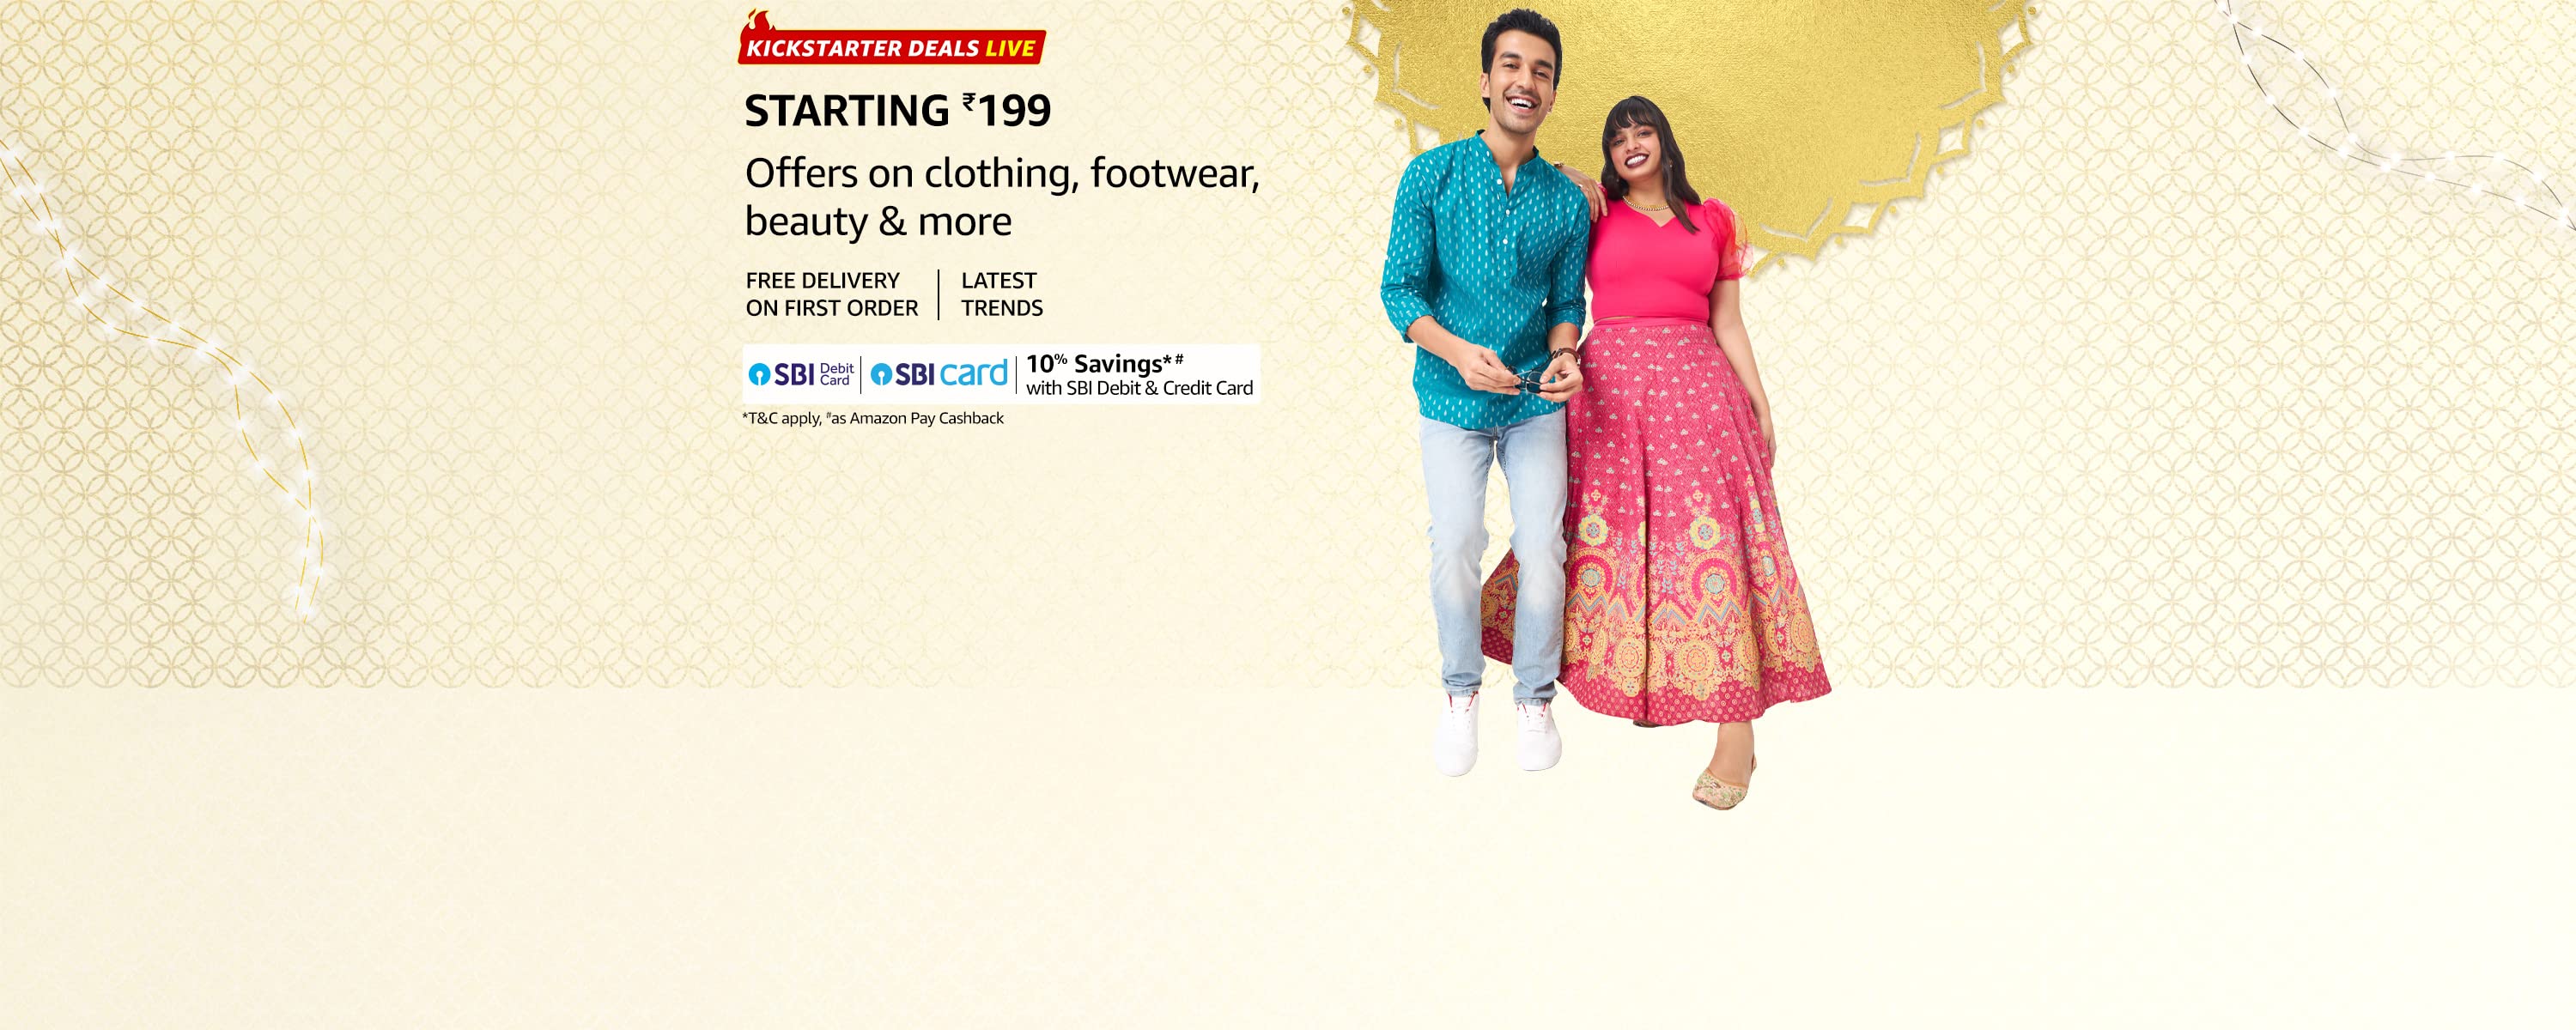 KICKSTARTER DEALS LIVE
STARTING ₹199
Offers on clothing, footwear,
beauty & more
FREE DELIVERY
ON FIRST ORDER
LATEST
TRENDS
SBI Debit Card
SBI card
10% Savings*#
with SBI Debit & Credit Card
*T&C apply, #as Amazon Pay Cashback